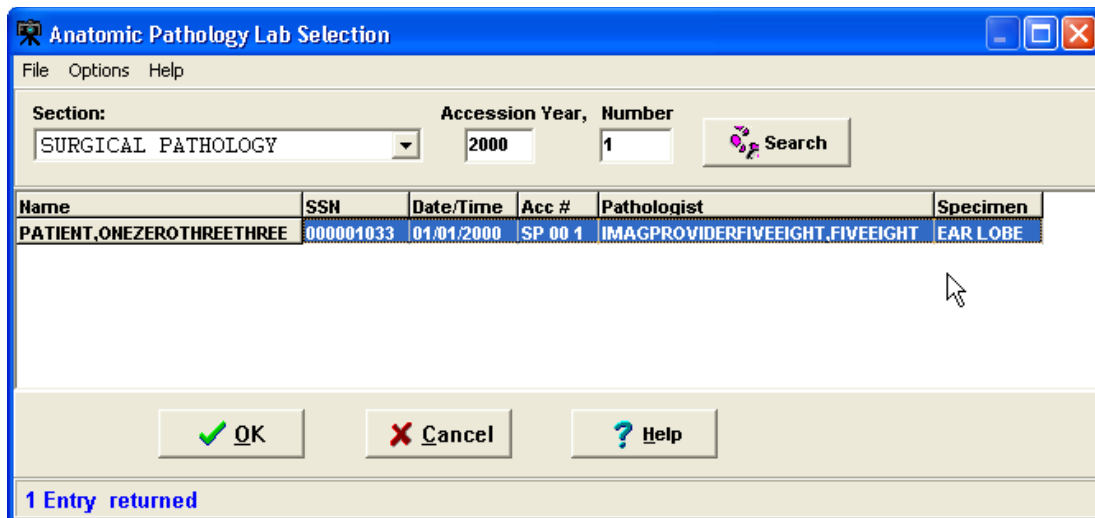 Anatomic Pathology Lab Selection
File Options Help
Section: Accession Year, Number
SURGICAL PATHOLOGY 2000 1 Search
Name SSN Date/Time Acc # Pathologist Specimen
PATIENT,ONEZEROTHREETHREE 000001033 01/01/2000 SP 00 1 IMAGPROVIDERFIVEEIGHT,FIVEEIGHT EAR LOBE
OK Cancel Help
1 Entry returned